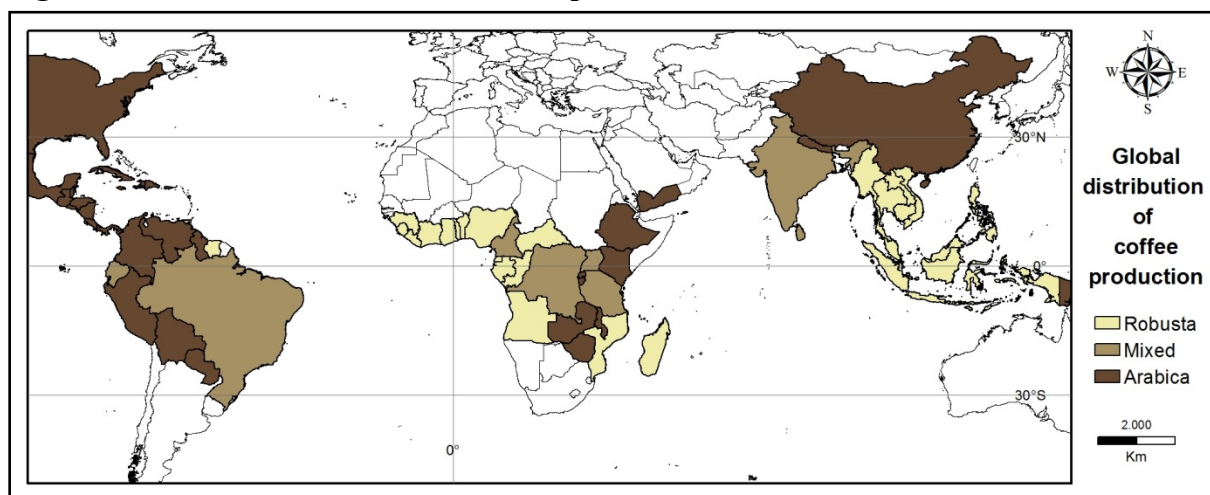 N
W E
S
30°N
0°
30°S
0°
Global
distribution
of
coffee
production
Robusta
Mixed
Arabica
2.000
Km